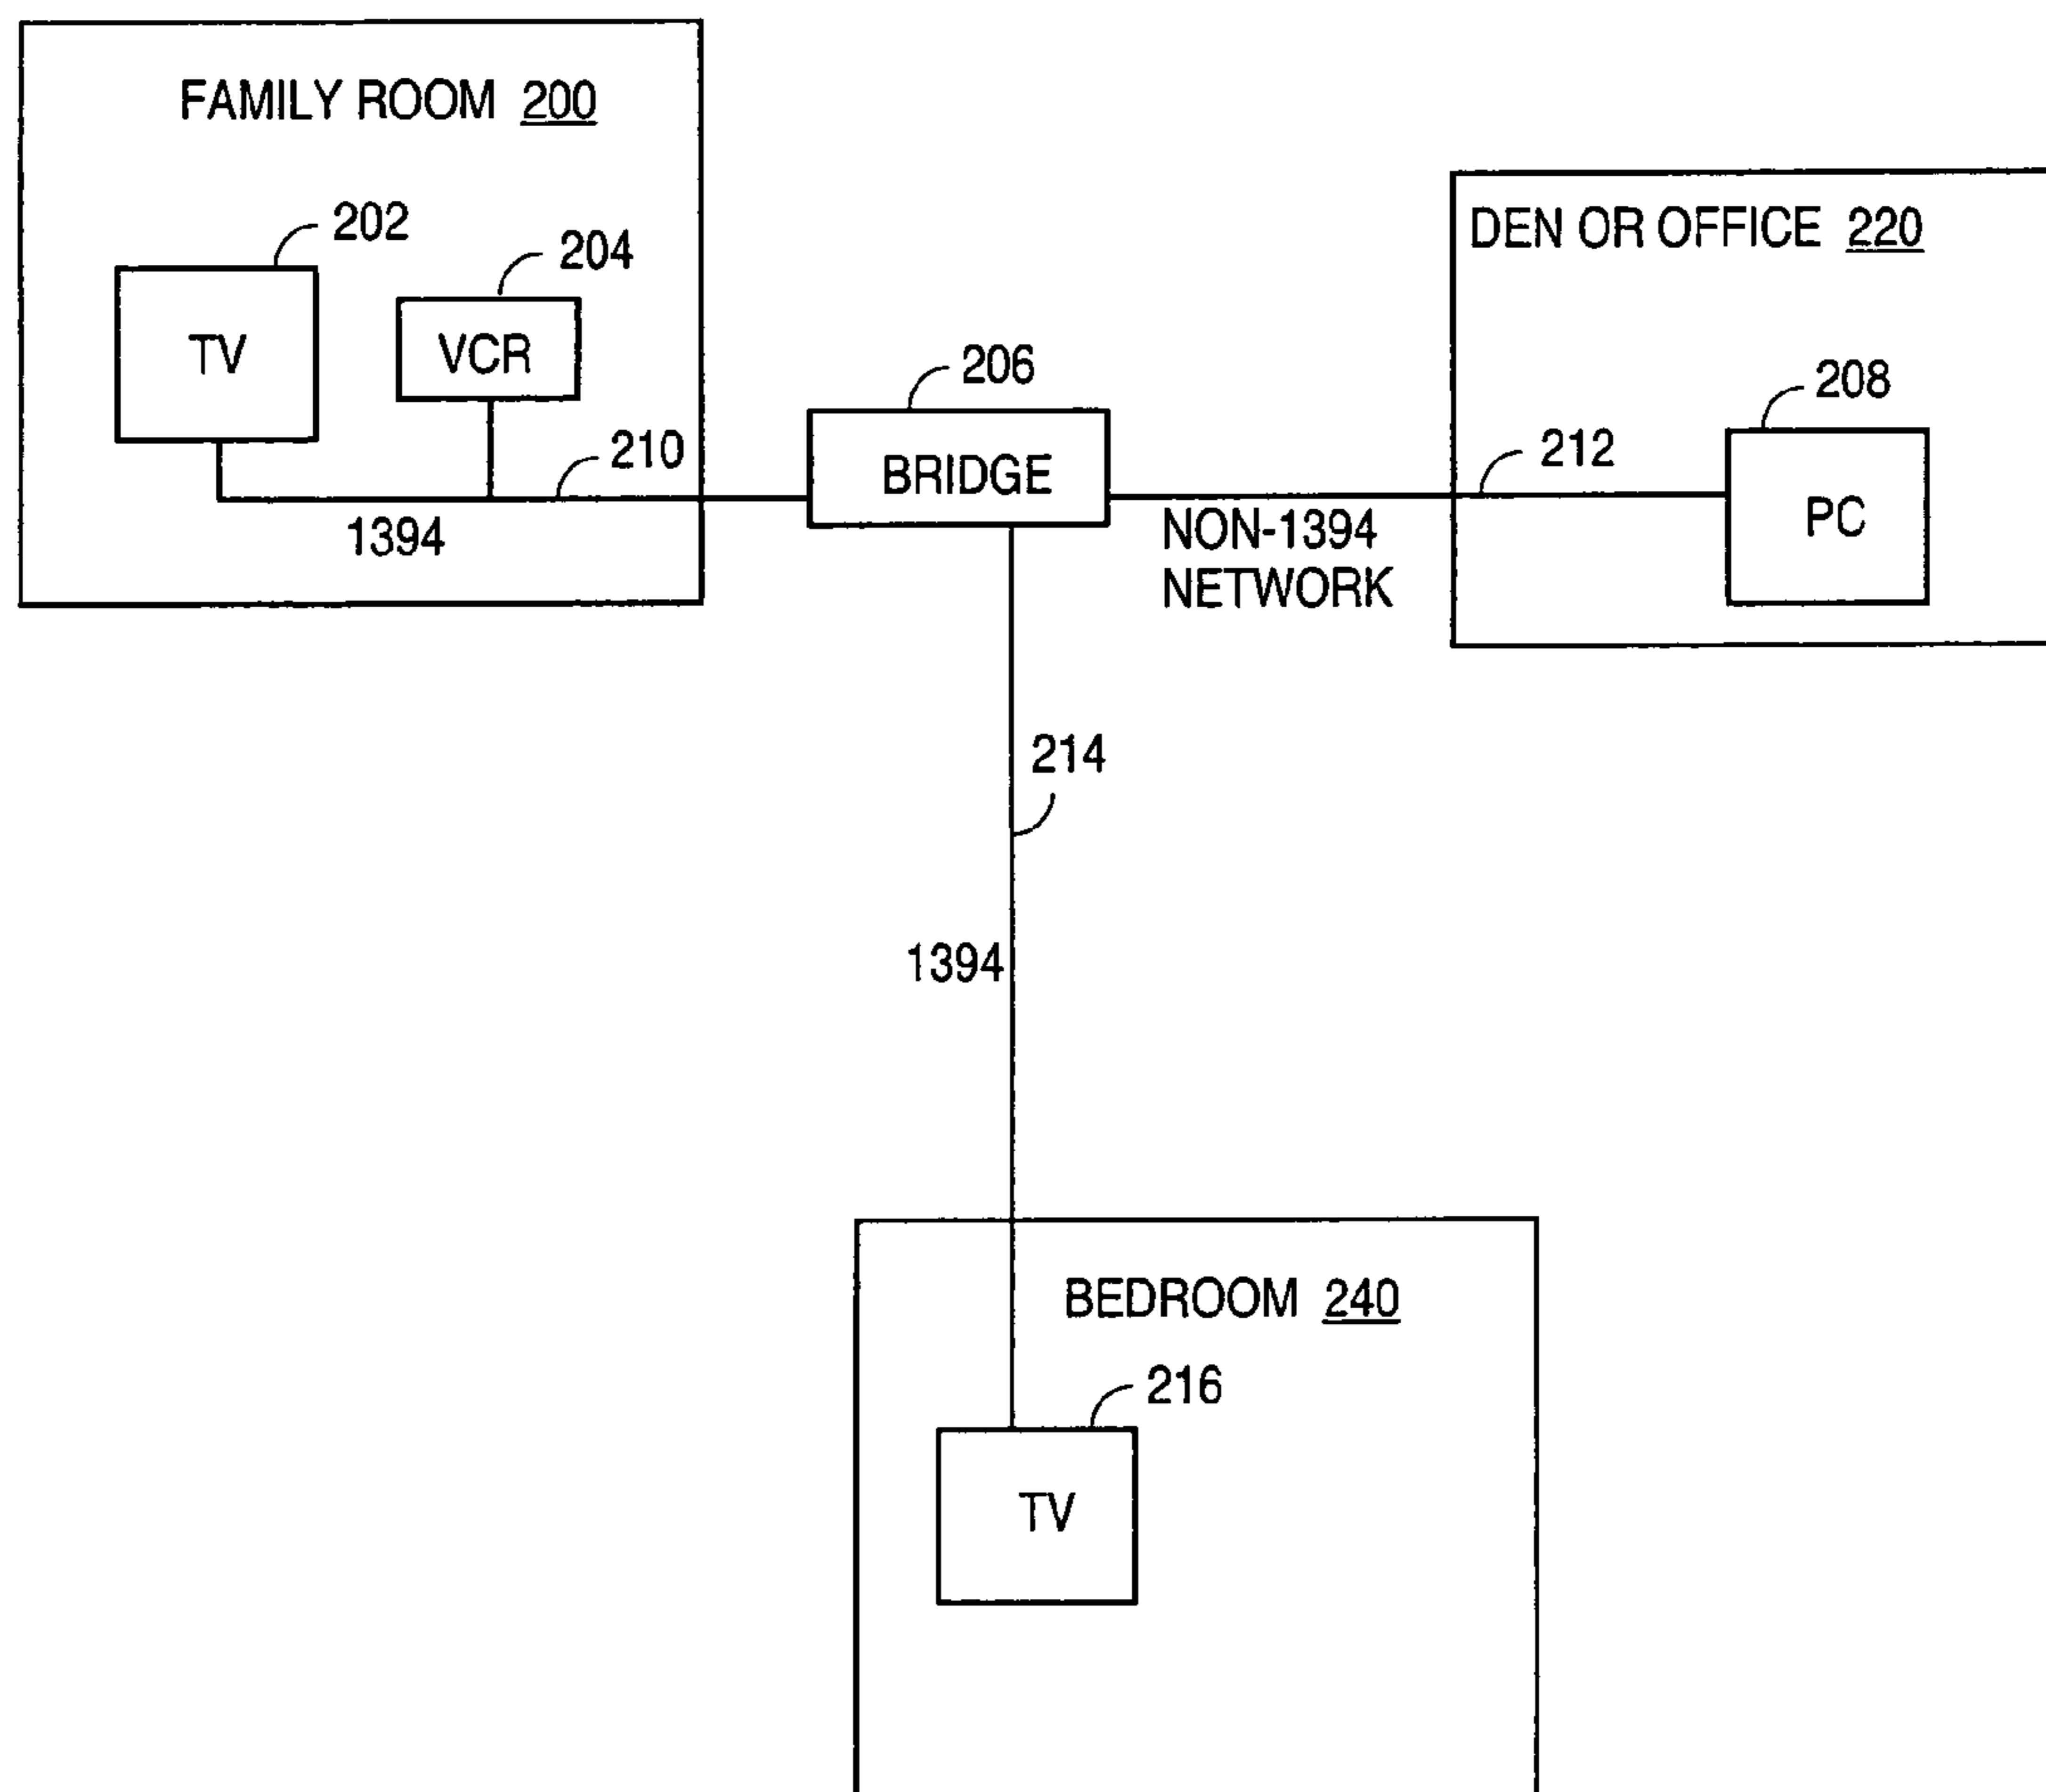 FAMILY ROOM 200
202
204
TV
VCR
210
1394
206
BRIDGE
DEN OR OFFICE 220
208
212
PC
NON-1394
NETWORK
214
1394
BEDROOM 240
216
TV